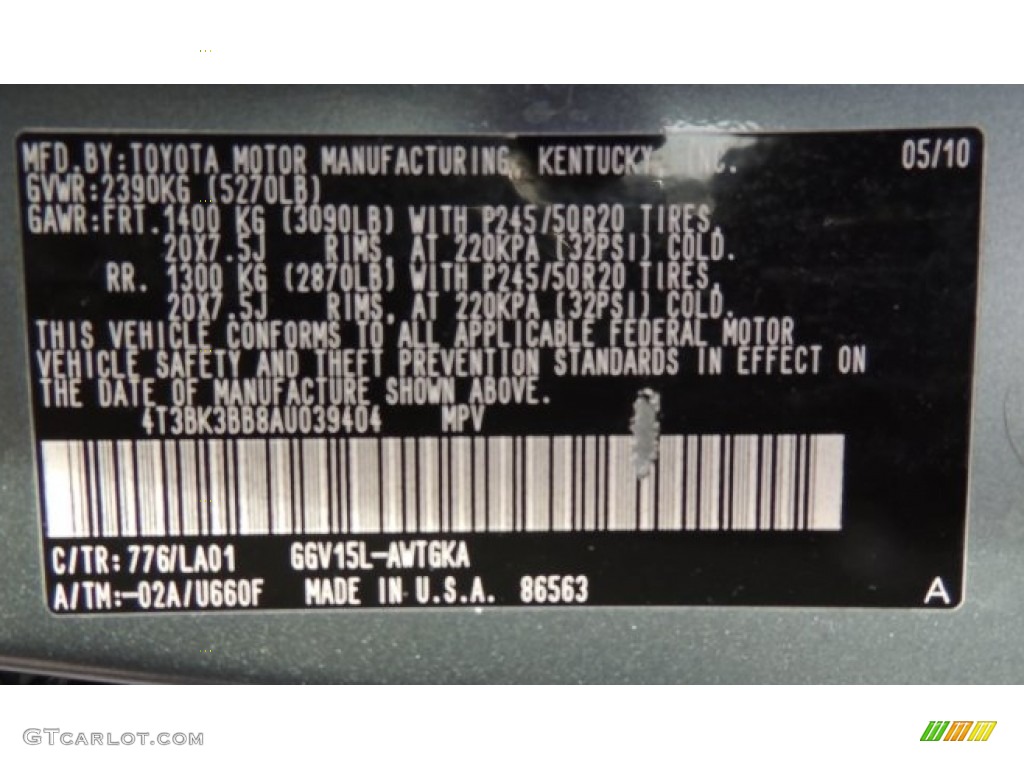 MFD.BY:TOYOTA MOTOR MANUFACTURING, KENTUCKY, INC. 05/10
GVWR:2390KG (5270LB)
GAWR:FRT. 1400 KG (3090LB) WITH P245/50R20 TIRES,
20X7.5J RIMS, AT 220KPA (32PSI) COLD.
RR. 1300 KG (2870LB) WITH P245/50R20 TIRES,
20X7.5J RIMS, AT 220KPA (32PSI) COLD.
THIS VEHICLE CONFORMS TO ALL APPLICABLE FEDERAL MOTOR
VEHICLE SAFETY AND THEFT PREVENTION STANDARDS IN EFFECT ON
THE DATE OF MANUFACTURE SHOWN ABOVE.
4T3BK3BB8AU039404 MPV
C/TR: 776/LA01 GGV15L-AWTGKA
A/TM:-02A/U660F MADE IN U.S.A. 86563 A
GTCARLOT.COM